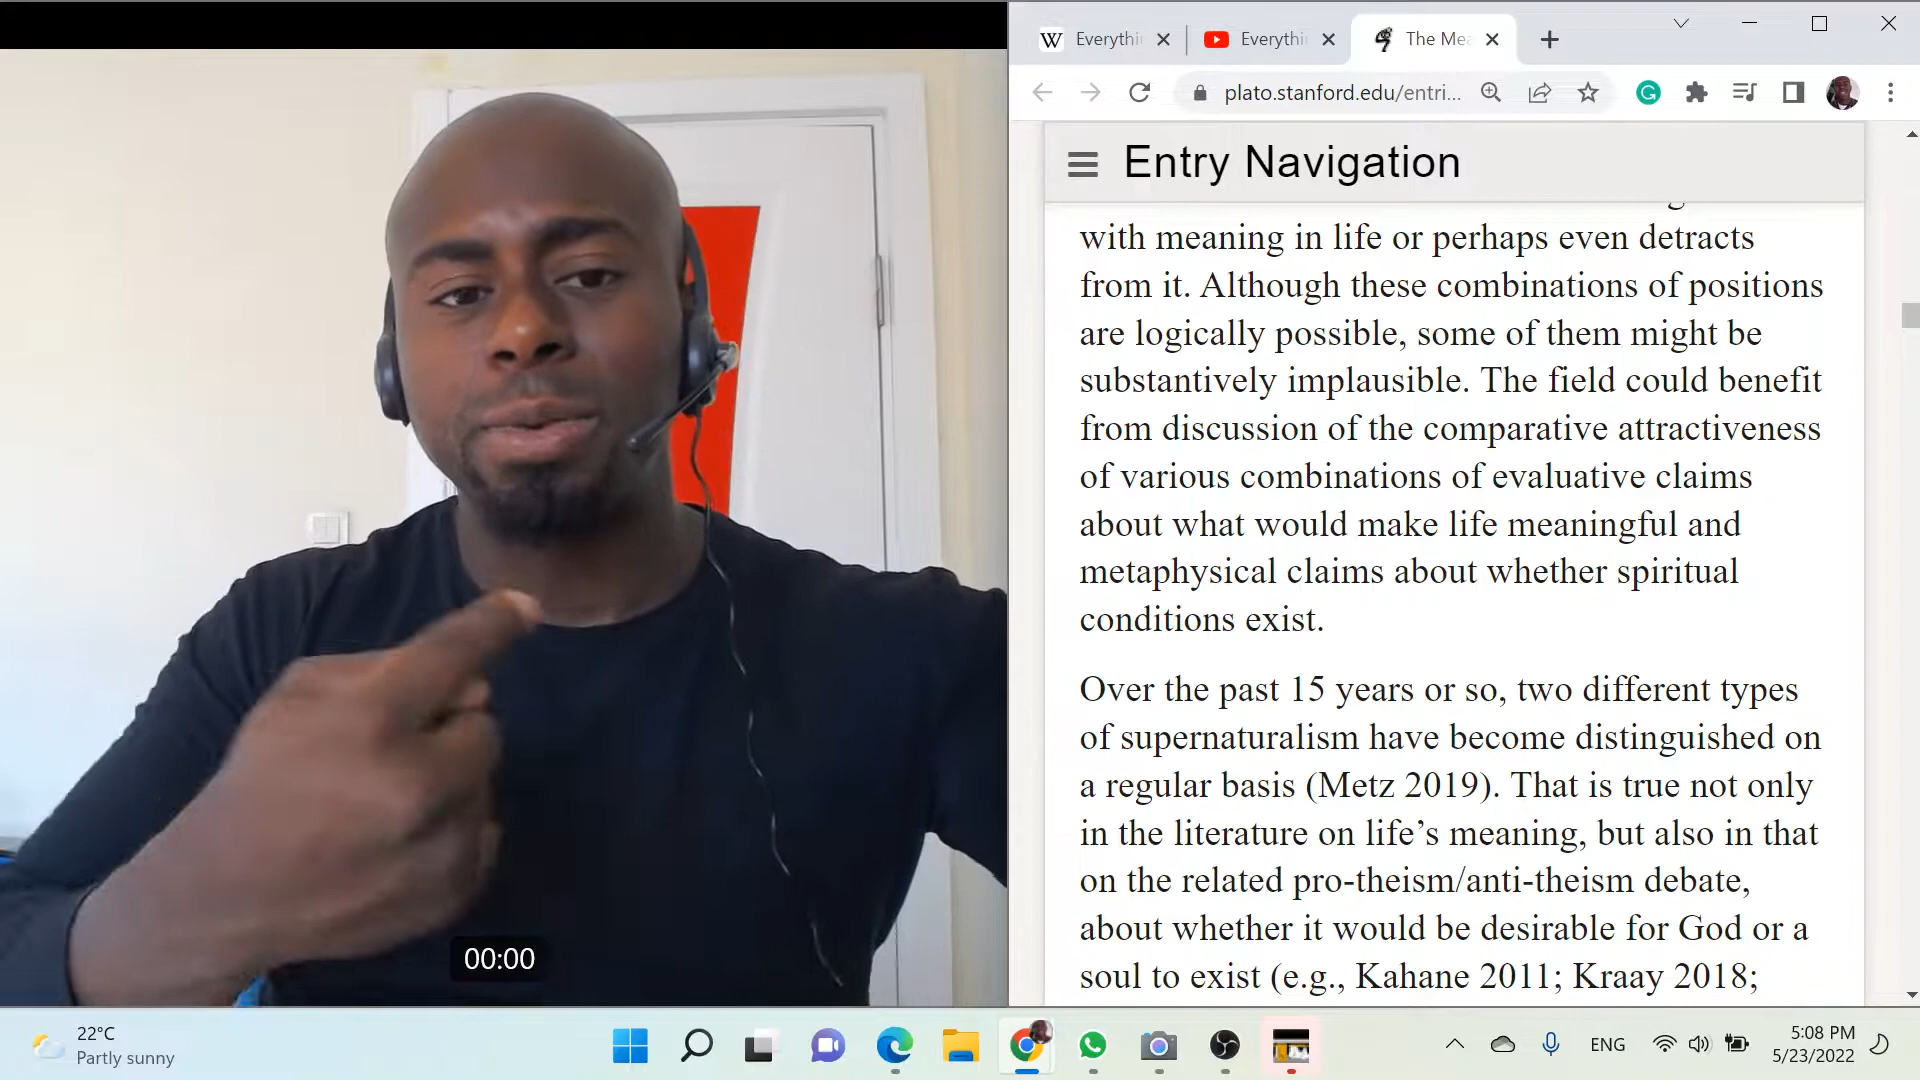 W Everythi
Everythi
The Mea
plato.stanford.edu/entri...
Entry Navigation
with meaning in life or perhaps even detracts
from it. Although these combinations of positions
are logically possible, some of them might be
substantively implausible. The field could benefit
from discussion of the comparative attractiveness
of various combinations of evaluative claims
about what would make life meaningful and
metaphysical claims about whether spiritual
conditions exist.
Over the past 15 years or so, two different types
of supernaturalism have become distinguished on
a regular basis (Metz 2019). That is true not only
in the literature on life’s meaning, but also in that
on the related pro-theism/anti-theism debate,
about whether it would be desirable for God or a
soul to exist (e.g., Kahane 2011; Kraay 2018;
00:00
22°C
Partly sunny
ENG
5:08 PM
5/23/2022